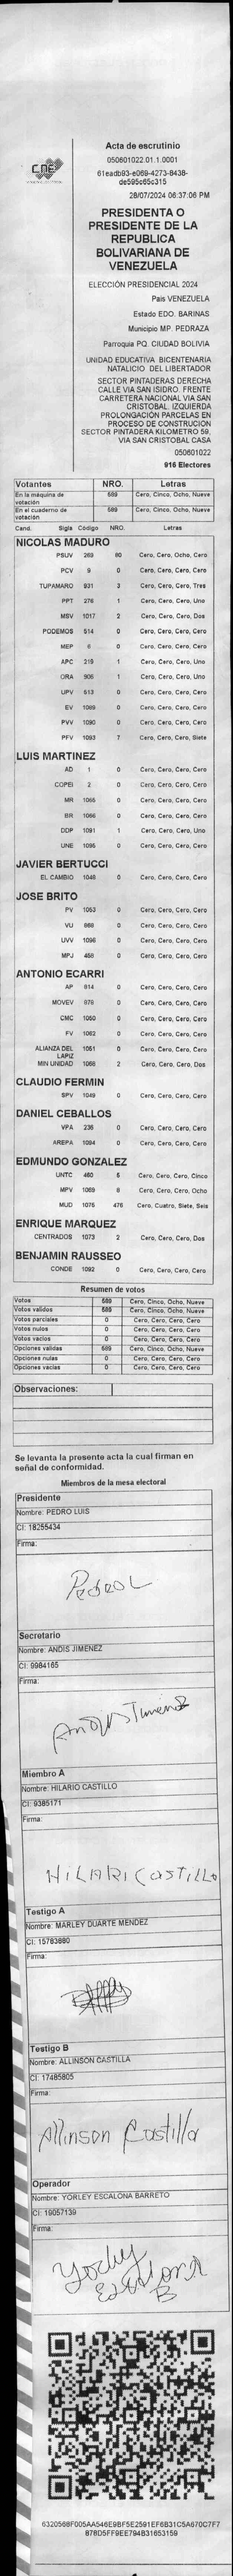 CNE
Acta de escrutinio
050601022.01.1.0001
61eadb93-e069-4273-8438-
de595c65c315
28/07/2024 06:37:06 PM
PRESIDENTA O
PRESIDENTE DE LA
REPUBLICA
BOLIVARIANA DE
VENEZUELA
ELECCIÓN PRESIDENCIAL 2024
Pais VENEZUELA
Estado EDO. BARINAS
Municipio MP. PEDRAZA
Parroquia PQ. CIUDAD BOLIVIA
UNIDAD EDUCATIVA BICENTENARIA
NATALICIO DEL LIBERTADOR
SECTOR PINTADERAS DERECHA
CALLE VIA SAN ISIDRO. FRENTE
CARRETERA NACIONAL VIA SAN
CRISTOBAL. IZQUIERDA
PROLONGACIÓN PARCELAS EN
PROCESO DE CONSTRUCION
SECTOR PINTADERA KILOMETRO 59,
VIA SAN CRISTOBAL CASA
050601022
916 Electores
Votantes NRO. Letras
En la máquina de votación 589 Cero, Cinco, Ocho, Nueve
En el cuaderno de votación 589 Cero, Cinco, Ocho, Nueve
Cand. Sigla Código NRO. Letras
NICOLAS MADURO
PSUV 269 80 Cero, Cero, Ocho, Cero
PCV 9 0 Cero, Cero, Cero, Cero
TUPAMARO 931 3 Cero, Cero, Cero, Tres
PPT 276 1 Cero, Cero, Cero, Uno
MSV 1017 2 Cero, Cero, Cero, Dos
PODEMOS 514 0 Cero, Cero, Cero, Cero
MEP 6 0 Cero, Cero, Cero, Cero
APC 219 1 Cero, Cero, Cero, Uno
ORA 906 1 Cero, Cero, Cero, Uno
UPV 613 0 Cero, Cero, Cero, Cero
EV 1089 0 Cero, Cero, Cero, Cero
PVV 1090 0 Cero, Cero, Cero, Cero
PFV 1093 7 Cero, Cero, Cero, Siete
LUIS MARTINEZ
AD 1 0 Cero, Cero, Cero, Cero
COPEI 2 0 Cero, Cero, Cero, Cero
MR 1065 0 Cero, Cero, Cero, Cero
BR 1066 0 Cero, Cero, Cero, Cero
DDP 1091 1 Cero, Cero, Cero, Uno
UNE 1095 0 Cero, Cero, Cero, Cero
JAVIER BERTUCCI
EL CAMBIO 1048 0 Cero, Cero, Cero, Cero
JOSE BRITO
PV 1053 0 Cero, Cero, Cero, Cero
VU 869 0 Cero, Cero, Cero, Cero
UVV 1096 0 Cero, Cero, Cero, Cero
MPJ 458 0 Cero, Cero, Cero, Cero
ANTONIO ECARRI
AP 914 0 Cero, Cero, Cero, Cero
MOVEV 878 0 Cero, Cero, Cero, Cero
CMC 1050 0 Cero, Cero, Cero, Cero
FV 1062 0 Cero, Cero, Cero, Cero
ALIANZA DEL LAPIZ 1051 0 Cero, Cero, Cero, Cero
MIN UNIDAD 1068 2 Cero, Cero, Cero, Dos
CLAUDIO FERMIN
SPV 1049 0 Cero, Cero, Cero, Cero
DANIEL CEBALLOS
VPA 236 0 Cero, Cero, Cero, Cero
AREPA 1094 0 Cero, Cero, Cero, Cero
EDMUNDO GONZALEZ
UNTC 460 5 Cero, Cero, Cero, Cinco
MPV 1069 8 Cero, Cero, Cero, Ocho
MUD 1075 476 Cero, Cuatro, Siete, Seis
ENRIQUE MARQUEZ
CENTRADOS 1073 2 Cero, Cero, Cero, Dos
BENJAMIN RAUSSEO
CONDE 1092 0 Cero, Cero, Cero, Cero
Resumen de votos
Votos 589 Cero, Cinco, Ocho, Nueve
Votos validos 589 Cero, Cinco, Ocho, Nueve
Votos parciales 0 Cero, Cero, Cero, Cero
Votos nulos 0 Cero, Cero, Cero, Cero
Votos vacios 0 Cero, Cero, Cero, Cero
Opciones validas 589 Cero, Cinco, Ocho, Nueve
Opciones nulas 0 Cero, Cero, Cero, Cero
Opciones vacias 0 Cero, Cero, Cero, Cero
Observaciones:
Se levanta la presente acta la cual firman en
señal de conformidad.
Miembros de la mesa electoral
Presidente
Nombre: PEDRO LUIS
CI: 18255434
Firma:
Pedro L
Secretario
Nombre: ANDIS JIMENEZ
CI: 9984165
Firma:
Miembro A
Nombre: HILARIO CASTILLO
CI: 9385171
Firma:
HiLARI CASTILLO
Testigo A
Nombre: MARLEY DUARTE MENDEZ
CI: 15783880
Firma:
Testigo B
Nombre: ALLINSON CASTILLA
CI: 17485805
Firma:
Allinson Castilla
Operador
Nombre: YORLEY ESCALONA BARRETO
CI: 19057139
Firma:
Yorley
Escalona
B
6320568F005AA546E9BF5E2591EF6B31C5A670C7F7
878D5FF9EE794B31653159